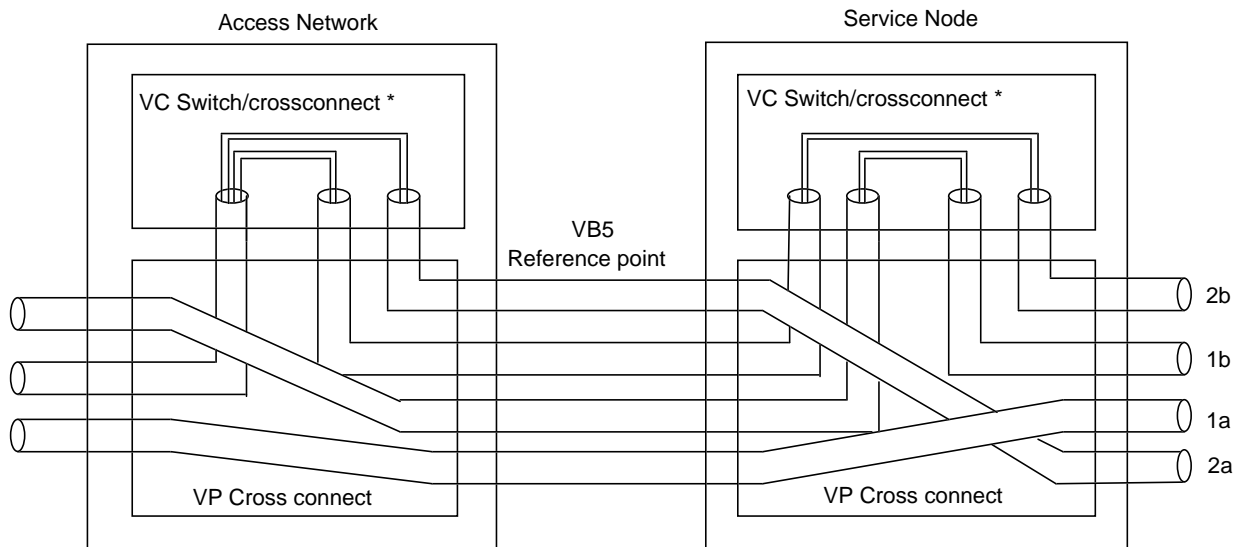 Access Network
Service Node
VC Switch/crossconnect *
VC Switch/crossconnect *
VB5
Reference point
2b
1b
1a
2a
VP Cross connect
VP Cross connect